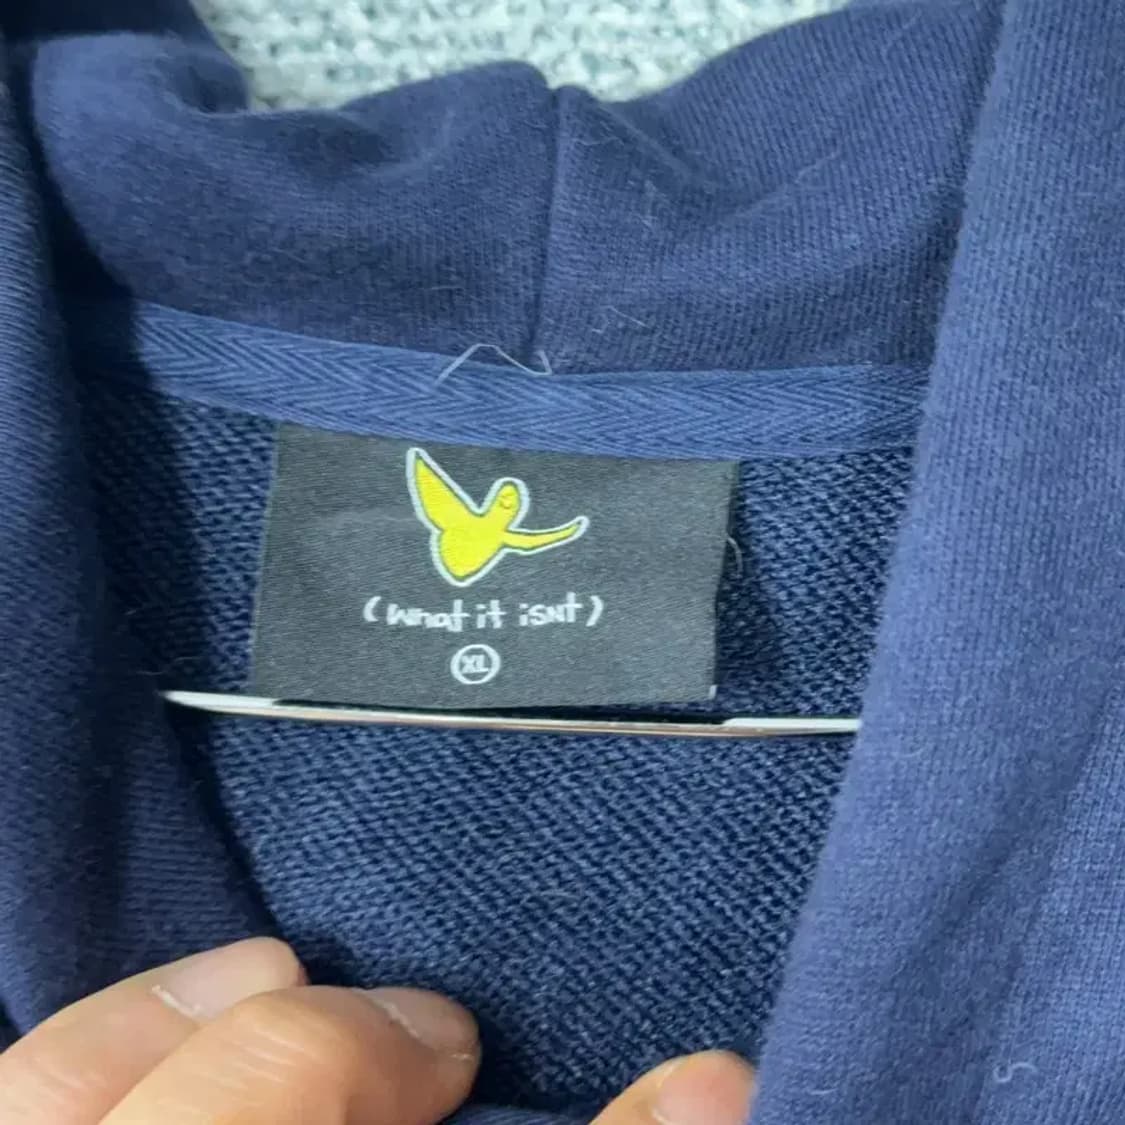 (what it isnt)
XL